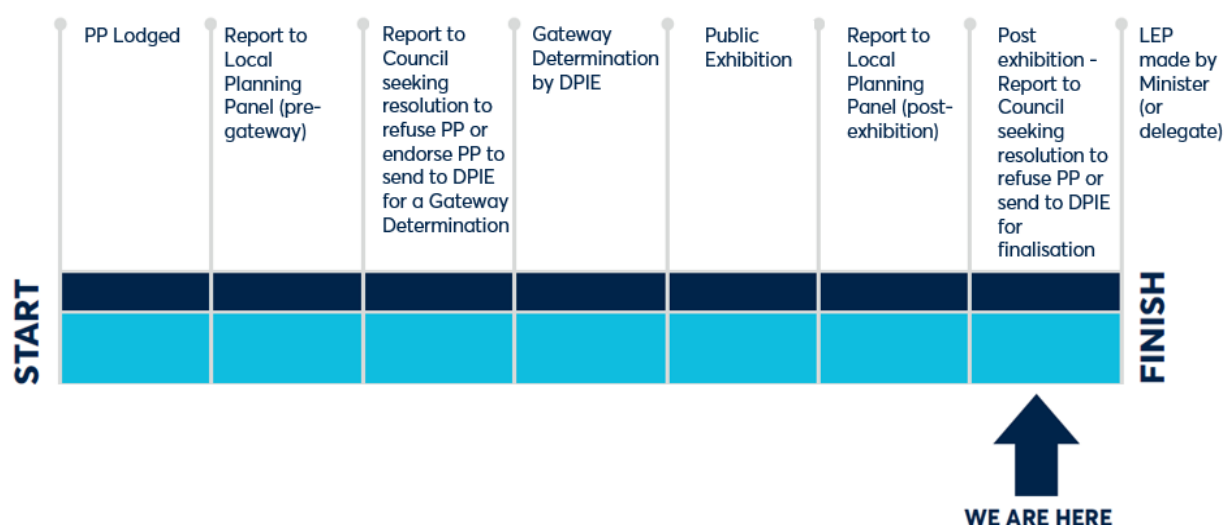 PP Lodged
Report to
Local
Planning
Panel (pre-
gateway)
Report to
Council
seeking
resolution to
refuse PP or
endorse PP to
send to DPIE
for a Gateway
Determination
Gateway
Determination
by DPIE
Public
Exhibition
Report to
Local
Planning
Panel (post-
exhibition)
Post
exhibition -
Report to
Council
seeking
resolution to
refuse PP or
send to DPIE
for
finalisation
LEP
made by
Minister
(or
delegate)
START
FINISH
WE ARE HERE